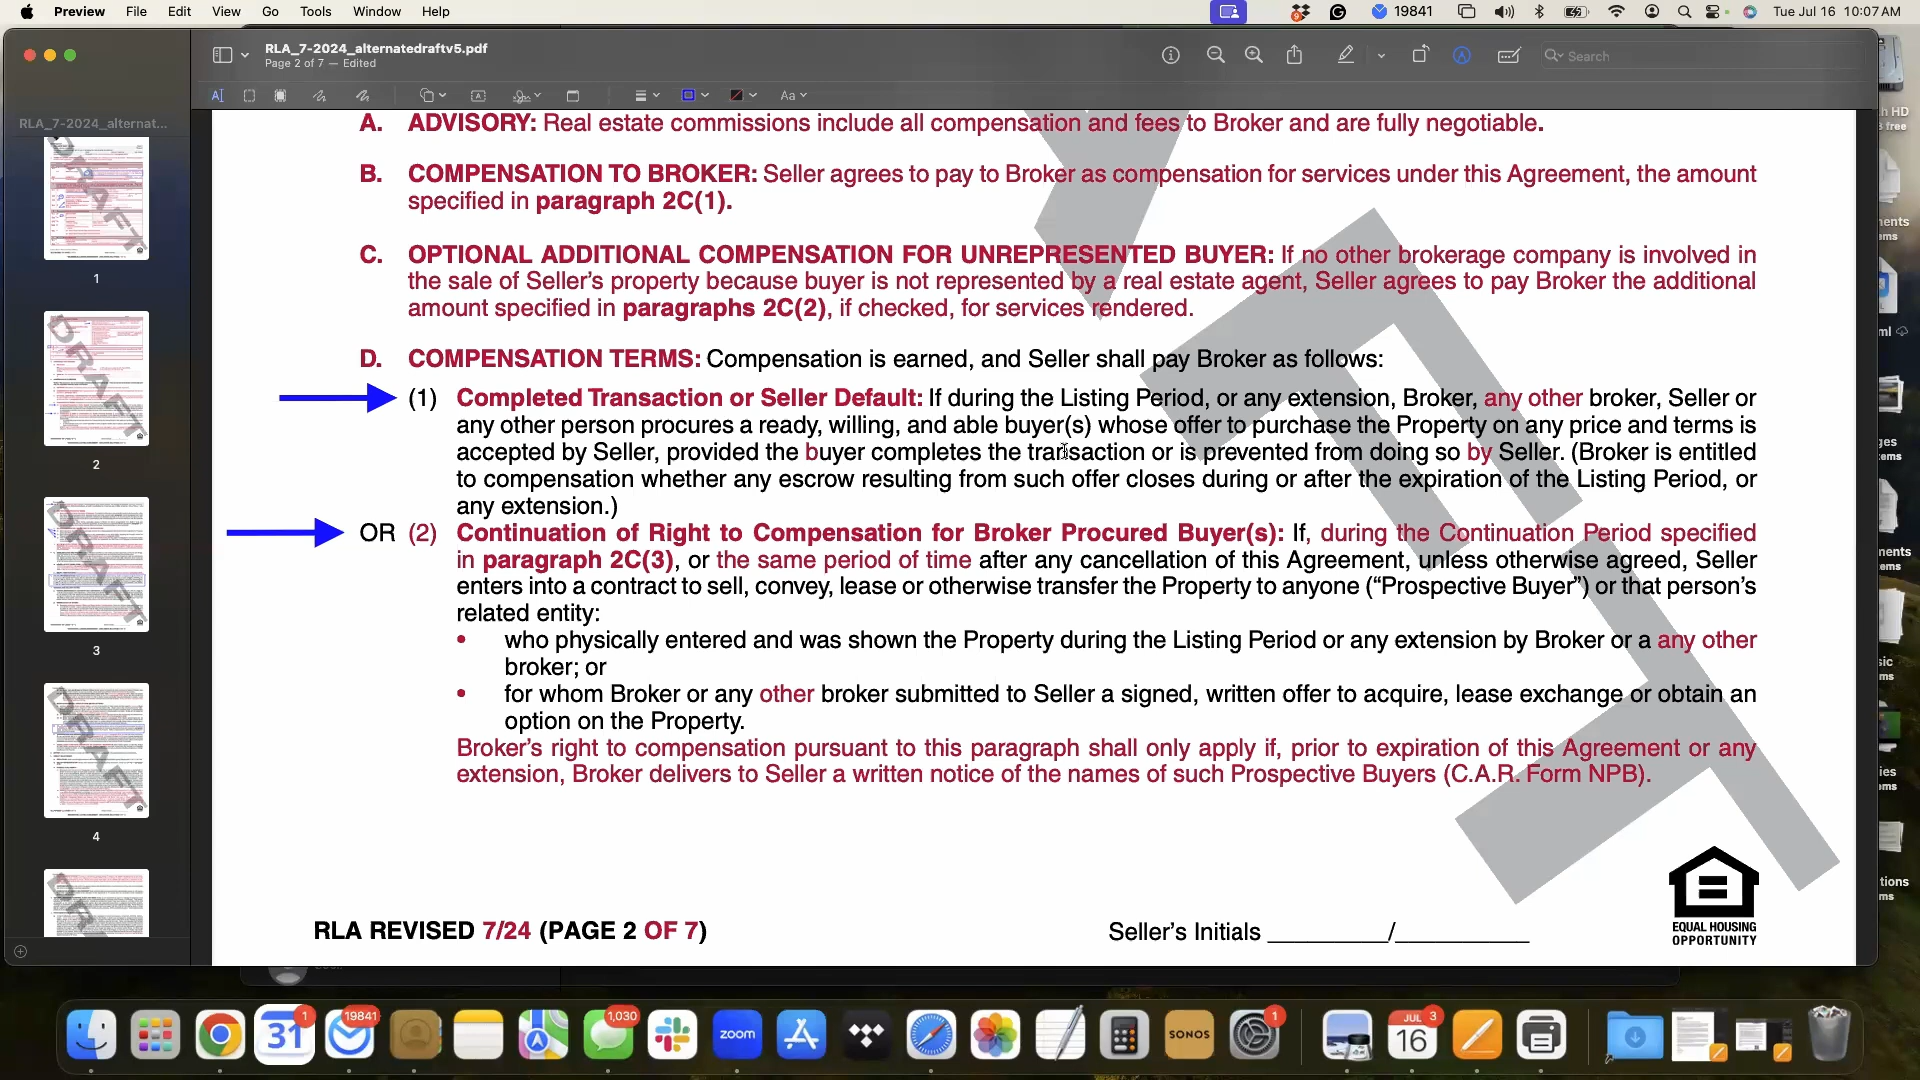 Preview File Edit View Go Tools Window Help
19841
Tue Jul 16 10:07 AM
RLA_7-2024_alternatedraftv5.pdf
Page 2 of 7 — Edited
Search
Aa
RLA_7-2024_alternat...
1
2
3
4
DRAFT
A. ADVISORY: Real estate commissions include all compensation and fees to Broker and are fully negotiable.
B. COMPENSATION TO BROKER: Seller agrees to pay to Broker as compensation for services under this Agreement, the amount
specified in paragraph 2C(1).
C. OPTIONAL ADDITIONAL COMPENSATION FOR UNREPRESENTED BUYER: If no other brokerage company is involved in
the sale of Seller's property because buyer is not represented by a real estate agent, Seller agrees to pay Broker the additional
amount specified in paragraphs 2C(2), if checked, for services rendered.
D. COMPENSATION TERMS: Compensation is earned, and Seller shall pay Broker as follows:
(1) Completed Transaction or Seller Default: If during the Listing Period, or any extension, Broker, any other broker, Seller or
any other person procures a ready, willing, and able buyer(s) whose offer to purchase the Property on any price and terms is
accepted by Seller, provided the buyer completes the transaction or is prevented from doing so by Seller. (Broker is entitled
to compensation whether any escrow resulting from such offer closes during or after the expiration of the Listing Period, or
any extension.)
OR (2) Continuation of Right to Compensation for Broker Procured Buyer(s): If, during the Continuation Period specified
in paragraph 2C(3), or the same period of time after any cancellation of this Agreement, unless otherwise agreed, Seller
enters into a contract to sell, convey, lease or otherwise transfer the Property to anyone ("Prospective Buyer") or that person's
related entity:
• who physically entered and was shown the Property during the Listing Period or any extension by Broker or a any other
broker; or
• for whom Broker or any other broker submitted to Seller a signed, written offer to acquire, lease exchange or obtain an
option on the Property.
Broker's right to compensation pursuant to this paragraph shall only apply if, prior to expiration of this Agreement or any
extension, Broker delivers to Seller a written notice of the names of such Prospective Buyers (C.A.R. Form NPB).
RLA REVISED 7/24 (PAGE 2 OF 7)
Seller's Initials __________/__________
EQUAL HOUSING
OPPORTUNITY
31
1
19841
1,030
zoom
SONOS
1
JUL
16
3